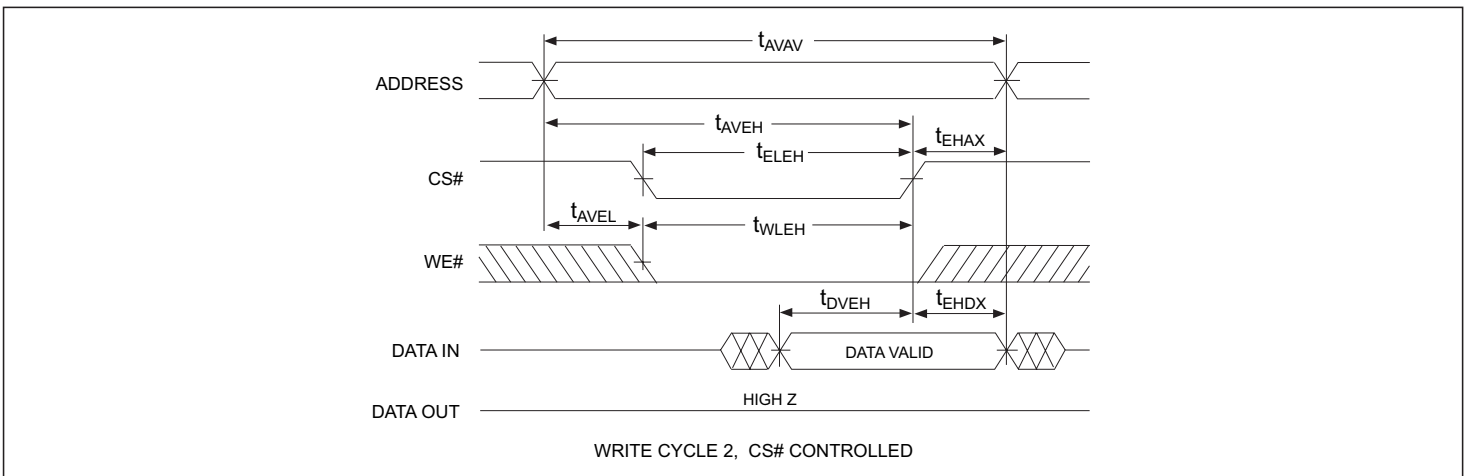 tAVAV
ADDRESS
tAVEH
tELEH
tEHAX
CS#
tAVEL
tWLEH
WE#
tDVEH
tEHDX
DATA IN
DATA VALID
DATA OUT
HIGH Z
WRITE CYCLE 2, CS# CONTROLLED